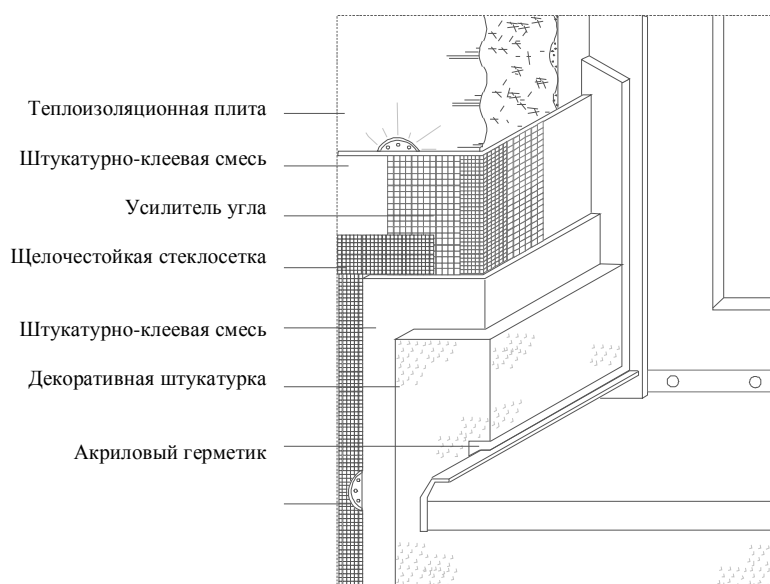 Теплоизоляционная плита
Штукатурно-клеевая смесь
Усилитель угла
Щелочестойкая стеклосетка
Штукатурно-клеевая смесь
Декоративная штукатурка
Акриловый герметик